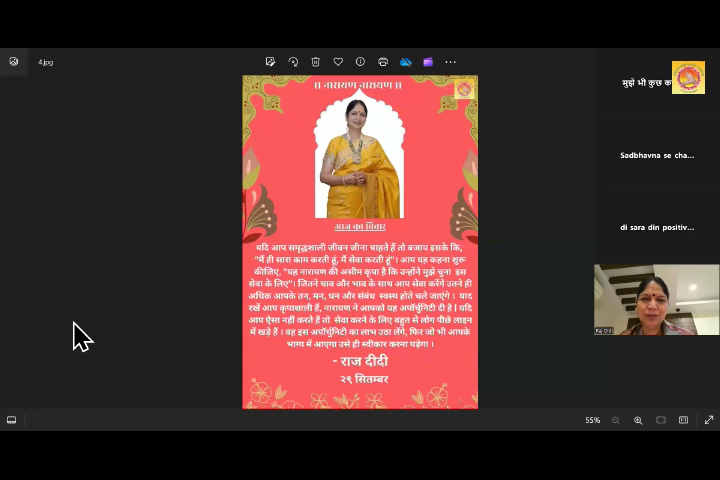 4.jpg
|| नारायण नारायण ||
आज का विचार
यदि आप समृद्धशाली जीवन जीना चाहते हैं तो बजाय इसके कि,
"मैं ही सारा काम करती हूं, मैं सेवा करती हूं"। आप यह कहना शुरू
कीजिए, "यह नारायण की असीम कृपा है कि उन्होंने मुझे चुना इस
सेवा के लिए"। जितने चाव और भाव के साथ आप सेवा करेंगे उतने ही
अधिक आपके तन, मन, धन और संबंध स्वस्थ होते चले जाएंगे । याद
रखें आप कृपाशाली हैं, नारायण ने आपको यह अपॉर्चुनिटी दी है | यदि
आप ऐसा नहीं करते हैं तो सेवा करने के लिए बहुत से लोग पीछे लाइन
में खड़े हैं । वह इस अपॉर्चुनिटी का लाभ उठा लेंगे, फिर जो भी आपके
भाग्य में आएगा उसे ही स्वीकार करना पड़ेगा ।
- राज दीदी
२९ सितम्बर
मुझे भी कुछ क
Sadbhavna se cha...
di sara din positiv...
Raj Didi
55%